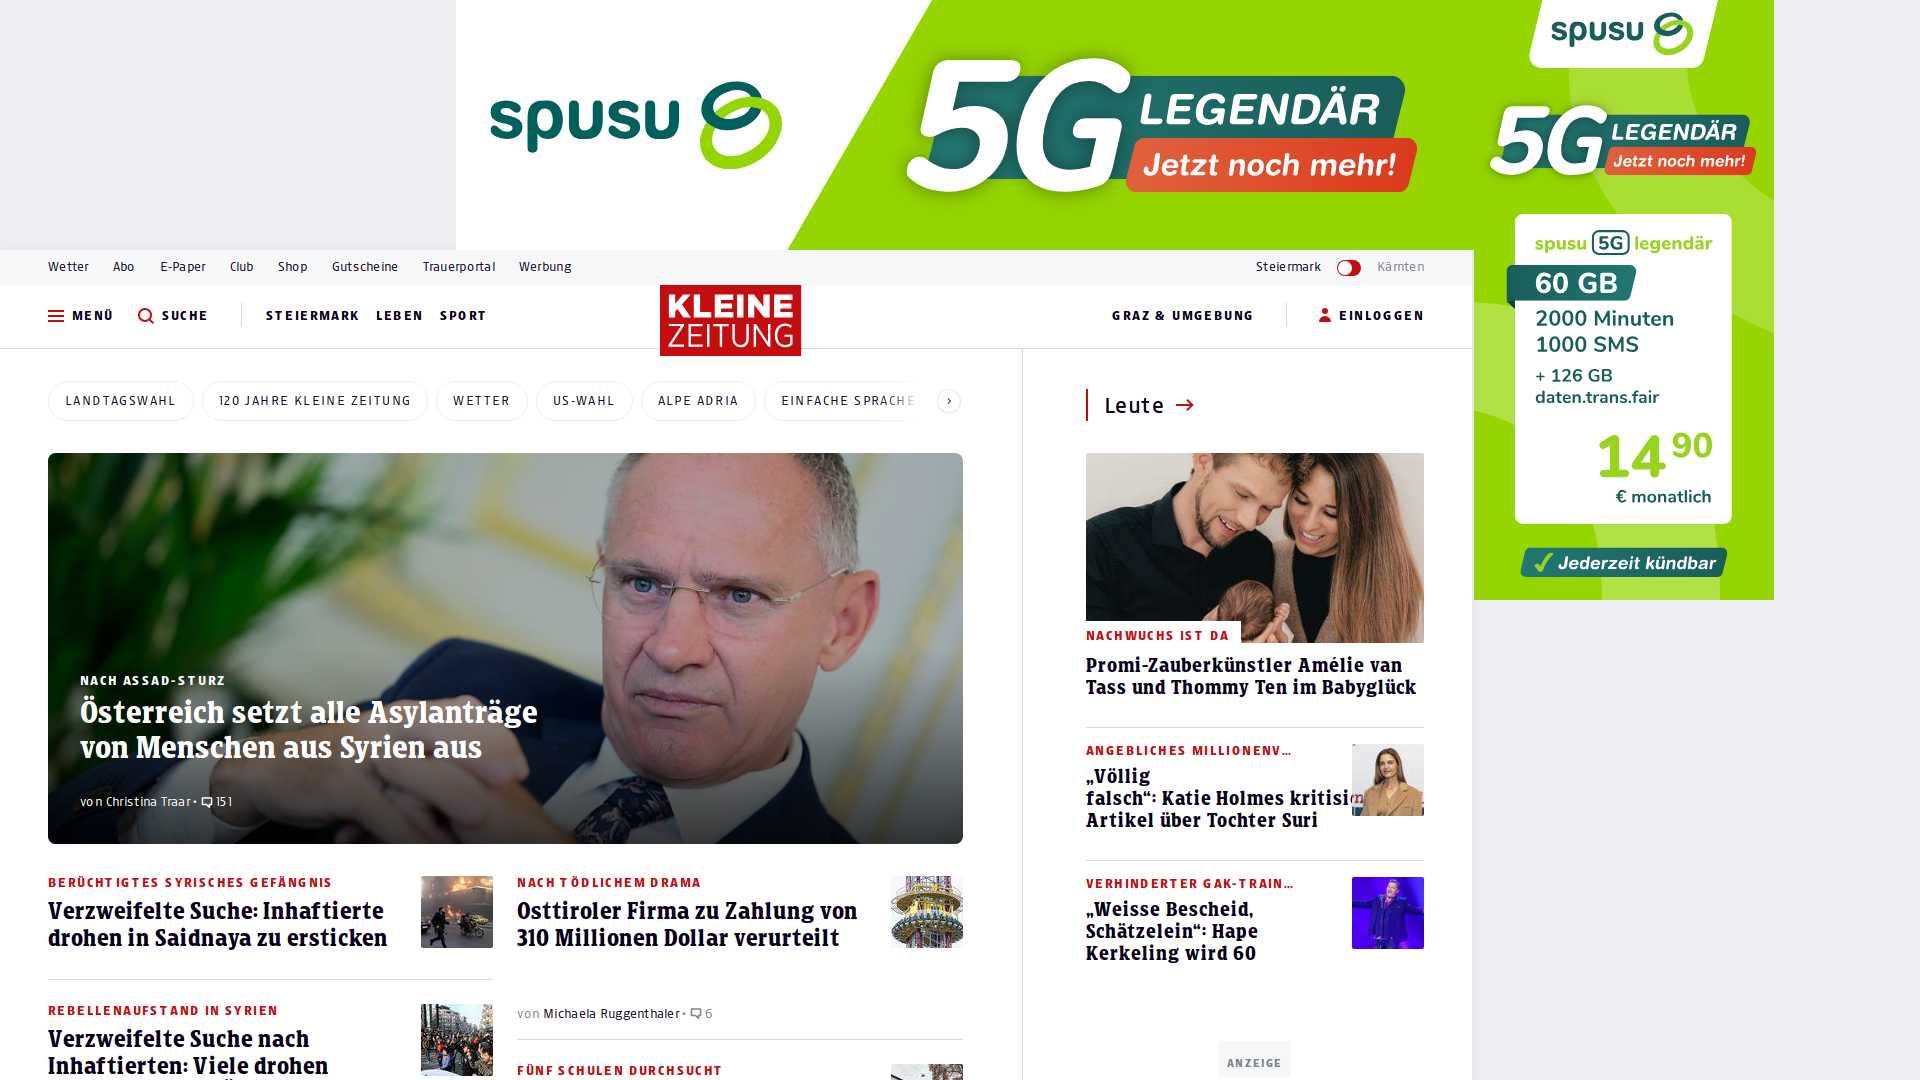 spusu
5G LEGENDÄR
Jetzt noch mehr!
spusu
5G LEGENDÄR
Jetzt noch mehr!
spusu 5G legendär
60 GB
2000 Minuten
1000 SMS
+ 126 GB
daten.trans.fair
14 90
€ monatlich
Jederzeit kündbar
Wetter Abo E-Paper Club Shop Gutscheine Trauerportal Werbung
Steiermark Kärnten
MENÜ SUCHE STEIERMARK LEBEN SPORT
KLEINE
ZEITUNG
GRAZ & UMGEBUNG EINLOGGEN
LANDTAGSWAHL 120 JAHRE KLEINE ZEITUNG WETTER US-WAHL ALPE ADRIA EINFACHE SPRACHE
NACH ASSAD-STURZ
Österreich setzt alle Asylanträge
von Menschen aus Syrien aus
von Christina Traar • 151
BERÜCHTIGTES SYRISCHES GEFÄNGNIS
Verzweifelte Suche: Inhaftierte
drohen in Saidnaya zu ersticken
REBELLENAUFSTAND IN SYRIEN
Verzweifelte Suche nach
Inhaftierten: Viele drohen
NACH TÖDLICHEM DRAMA
Osttiroler Firma zu Zahlung von
310 Millionen Dollar verurteilt
von Michaela Ruggenthaler • 6
FÜNF SCHULEN DURCHSUCHT
Leute
NACHWUCHS IST DA
Promi-Zauberkünstler Amélie van
Tass und Thommy Ten im Babyglück
ANGEBLICHES MILLIONENV…
„Völlig
falsch“: Katie Holmes kritisi
Artikel über Tochter Suri
VERHINDERTER GAK-TRAIN…
„Weisse Bescheid,
Schätzelein“: Hape
Kerkeling wird 60
ANZEIGE